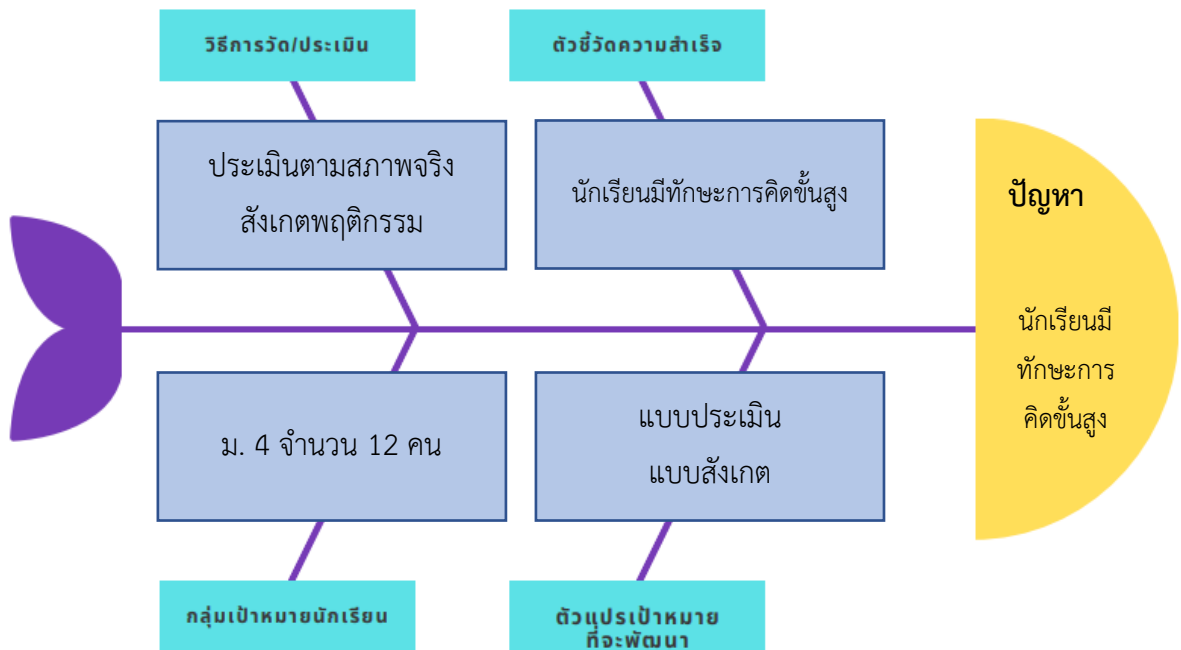 วิธีการวัด/ประเมิน
ตัวชี้วัดความสำเร็จ
ประเมินตามสภาพจริง
สังเกตพฤติกรรม
นักเรียนมีทักษะการคิดขั้นสูง
ปัญหา
นักเรียนมี
ทักษะการ
คิดขั้นสูง
ม. 4 จำนวน 12 คน
แบบประเมิน
แบบสังเกต
กลุ่มเป้าหมายนักเรียน
ตัวแปรเป้าหมาย
ที่จะพัฒนา